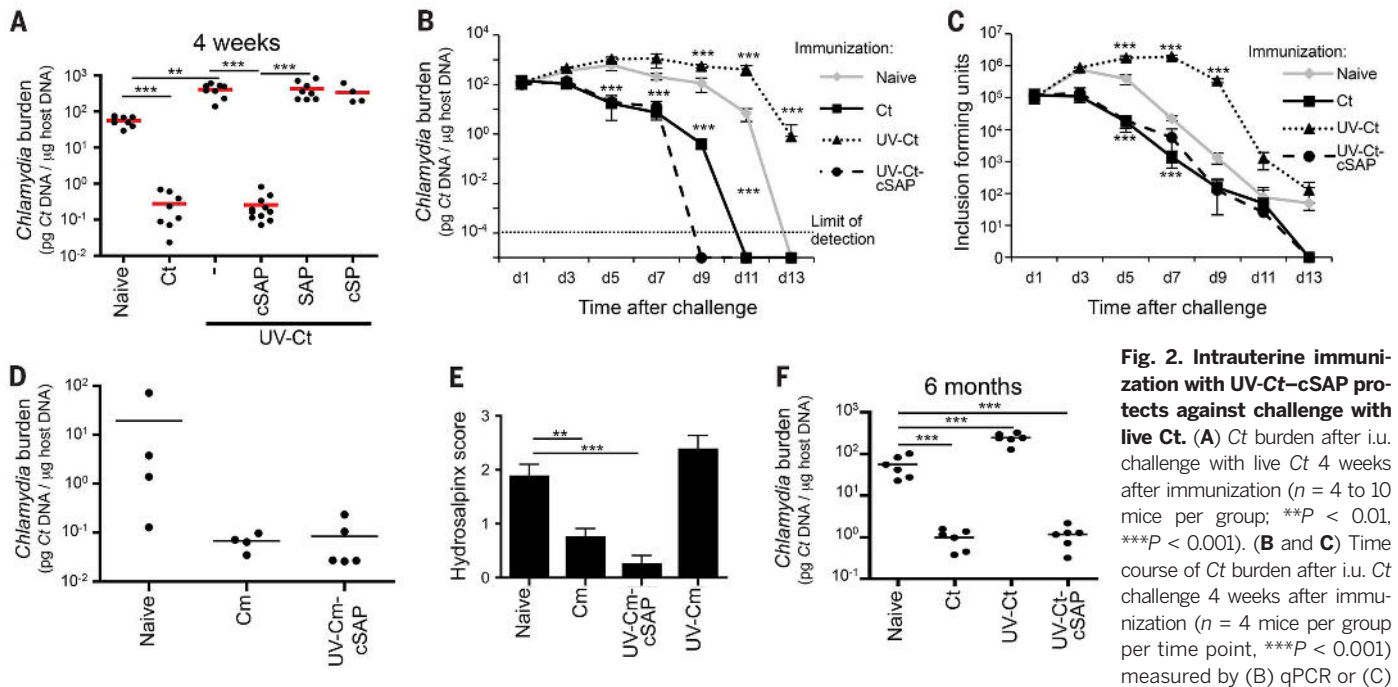 A
4 weeks
Chlamydia burden
(pg Ct DNA / μg host DNA)
10³
10²
10¹
10⁰
10⁻¹
10⁻²
**
***
***
***
Naive
Ct
-
cSAP
SAP
cSP
UV-Ct
B
Chlamydia burden
(pg Ct DNA / μg host DNA)
10⁴
10²
10⁰
10⁻²
10⁻⁴
***
***
***
***
***
***
***
Limit of
detection
d1 d3 d5 d7 d9 d11 d13
Time after challenge
Immunization:
Naive
Ct
UV-Ct
UV-Ct-
cSAP
C
Inclusion forming units
10⁷
10⁶
10⁵
10⁴
10³
10²
10¹
10⁰
***
***
***
***
***
d1 d3 d5 d7 d9 d11 d13
Time after challenge
Immunization:
Naive
Ct
UV-Ct
UV-Ct-
cSAP
D
Chlamydia burden
(pg Ct DNA / μg host DNA)
10²
10¹
10⁰
10⁻¹
10⁻²
Naive
Cm
UV-Cm-
cSAP
E
Hydrosalpinx score
3
2
1
0
**
***
Naive
Cm
UV-Cm-
cSAP
UV-Cm
F
6 months
Chlamydia burden
(pg Ct DNA / μg host DNA)
10³
10²
10¹
10⁰
10⁻¹
***
***
***
Naive
Ct
UV-Ct
UV-Ct-
cSAP
Fig. 2. Intrauterine immuni-
zation with UV-Ct–cSAP pro-
tects against challenge with
live Ct. (A) Ct burden after i.u.
challenge with live Ct 4 weeks
after immunization (n = 4 to 10
mice per group; **P < 0.01,
***P < 0.001). (B and C) Time
course of Ct burden after i.u. Ct
challenge 4 weeks after immu-
nization (n = 4 mice per group
per time point, ***P < 0.001)
measured by (B) qPCR or (C)